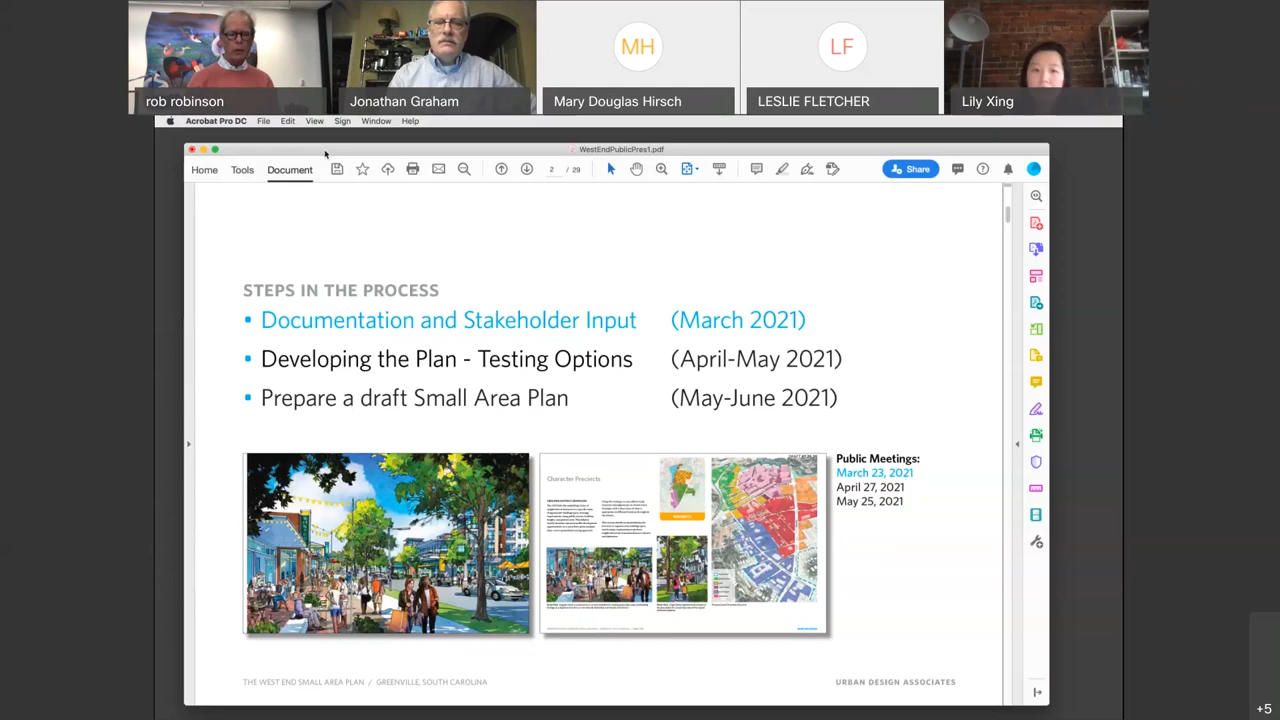 MH
LF
rob robinson
Jonathan Graham
Mary Douglas Hirsch
LESLIE FLETCHER
Lily Xing
Acrobat Pro DC File Edit View Sign Window Help
WestEndPublicPres1.pdf
Home Tools Document 2 / 29 Share
STEPS IN THE PROCESS
• Documentation and Stakeholder Input (March 2021)
• Developing the Plan - Testing Options (April-May 2021)
• Prepare a draft Small Area Plan (May-June 2021)
Character Precincts
Public Meetings:
March 23, 2021
April 27, 2021
May 25, 2021
THE WEST END SMALL AREA PLAN / GREENVILLE, SOUTH CAROLINA
URBAN DESIGN ASSOCIATES
+5